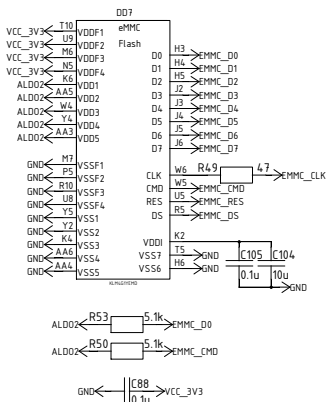 DD7
eMMC
Flash
VCC_3V3 T10 VDDF1
VCC_3V3 U9 VDDF2
VCC_3V3 M6 VDDF3
VCC_3V3 N5 VDDF4
ALDO2 K6 VDD1
ALDO2 AA5 VDD2
ALDO2 W4 VDD3
ALDO2 Y4 VDD4
ALDO2 AA3 VDD5
GND M7 VSSF1
GND P5 VSSF2
GND R10 VSSF3
GND U8 VSSF4
GND Y5 VSS1
GND Y2 VSS2
GND K4 VSS3
GND AA6 VSS4
GND AA4 VSS5
D0 H3 EMMC_D0
D1 H4 EMMC_D1
D2 H5 EMMC_D2
D3 J2 EMMC_D3
D4 J3 EMMC_D4
D5 J4 EMMC_D5
D6 J5 EMMC_D6
D7 J6 EMMC_D7
CLK W6 R49 47 EMMC_CLK
CMD W5 EMMC_CMD
RES U5 EMMC_RES
DS R5 EMMC_DS
VDDI K2
VSS7 T5 GND
VSS6 H6 GND
C105 C104
0.1u 10u
GND
ALDO2 R53 5.1k EMMC_D0
ALDO2 R50 5.1k EMMC_CMD
GND C88 VCC_3V3
0.1u